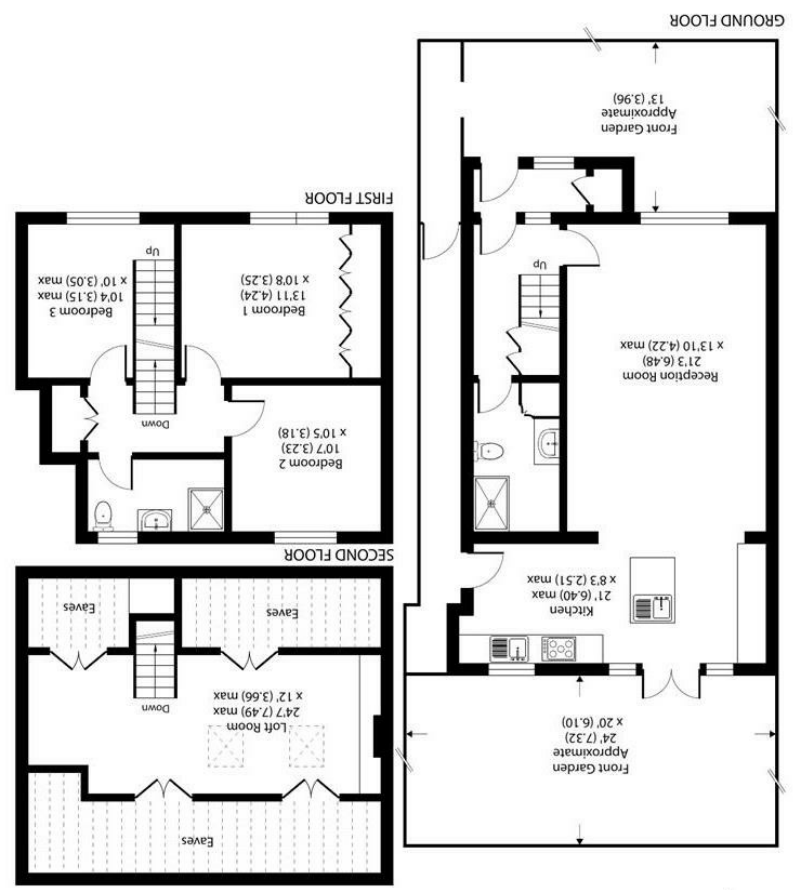 Front Garden
Approximate
24' (7.32)
x 20' (6.10)
Kitchen
21' (6.40) max
x 8'3 (2.51) max
Reception Room
21'3 (6.48)
x 13'10 (4.22) max
Up
Front Garden
Approximate
13' (3.96)
GROUND FLOOR
Eaves
Loft Room
24'7 (7.49) max
x 12' (3.66) max
Down
Eaves
Eaves
SECOND FLOOR
Bedroom 2
10'7 (3.23)
x 10'5 (3.18)
Down
Bedroom 1
13'11 (4.24)
x 10'8 (3.25)
Up
Bedroom 3
10'4 (3.15) max
x 10' (3.05) max
FIRST FLOOR